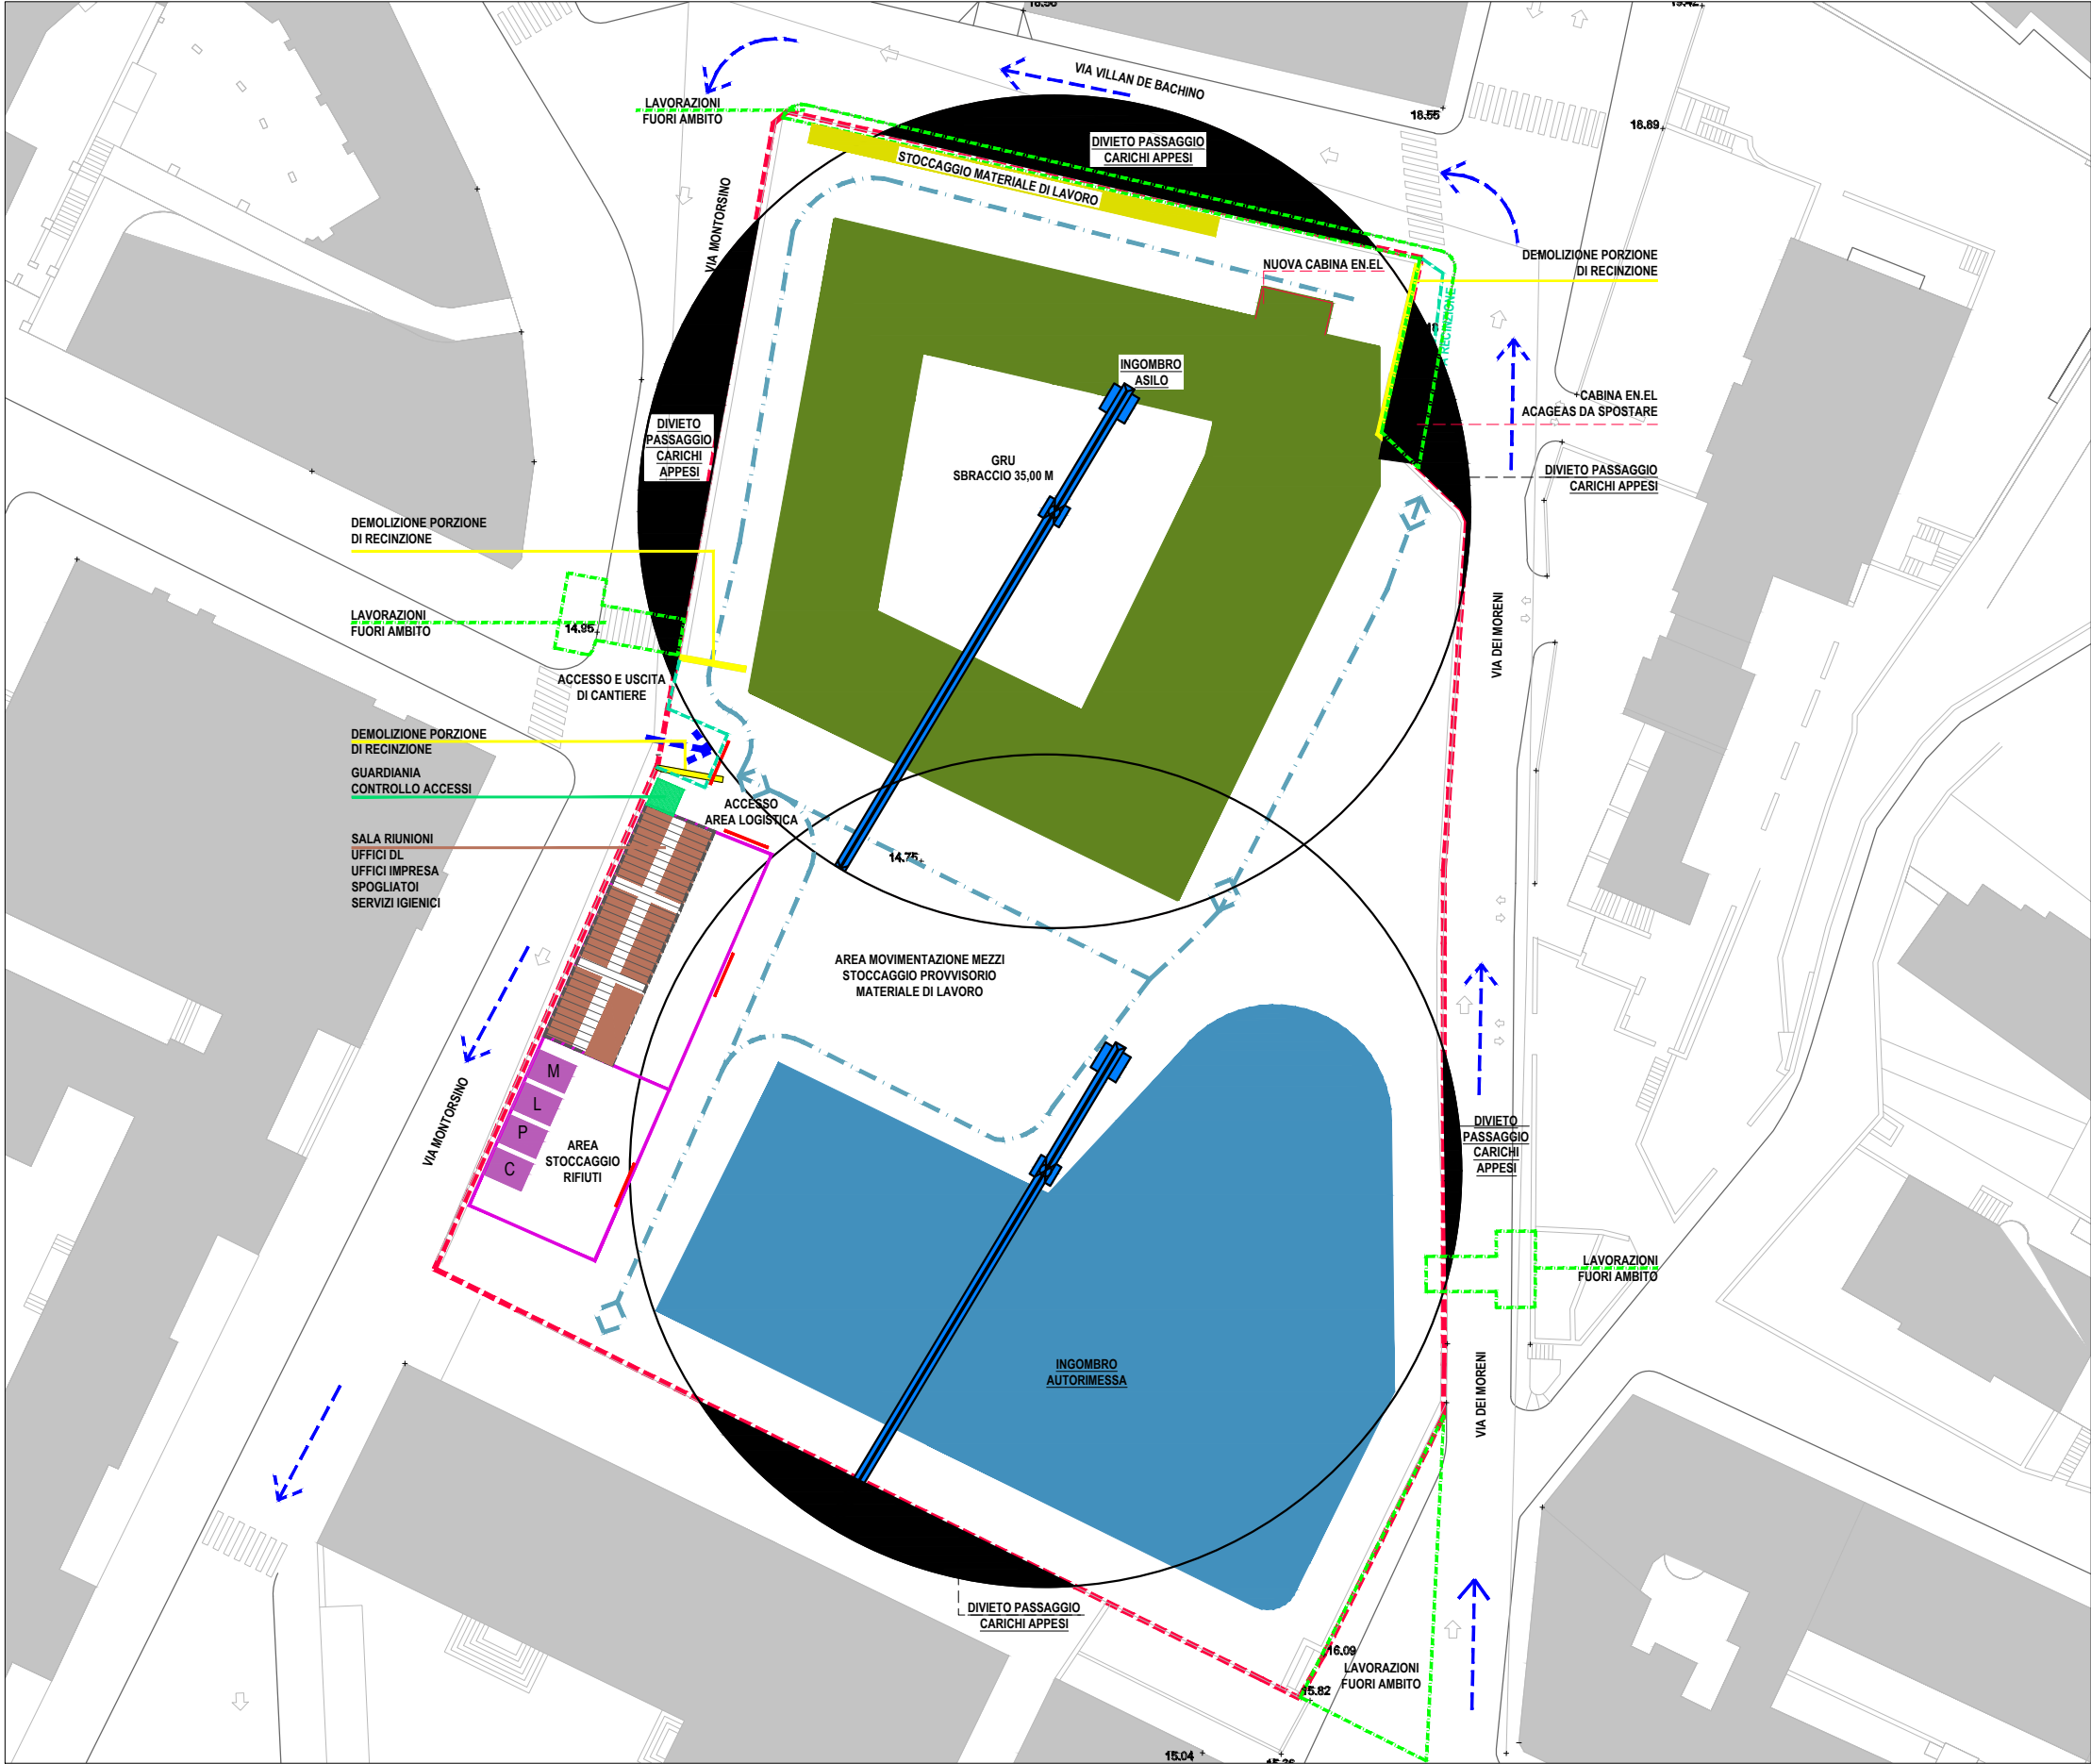 VIA VILLAN DE BACHINO
LAVORAZIONI
FUORI AMBITO
18.55
18.89
DIVIETO PASSAGGIO
CARICHI APPESI
STOCCAGGIO MATERIALE DI LAVORO
VIA MONTORSINO
NUOVA CABINA EN.EL
DEMOLIZIONE PORZIONE
DI RECINZIONE
RECINZIONE
INGOMBRO
ASILO
CABINA EN.EL
ACAGEAS DA SPOSTARE
DIVIETO
PASSAGGIO
CARICHI
APPESI
GRU
SBRACCIO 35,00 M
DIVIETO PASSAGGIO
CARICHI APPESI
DEMOLIZIONE PORZIONE
DI RECINZIONE
LAVORAZIONI
FUORI AMBITO
14.95
VIA DEI MORENI
ACCESSO E USCITA
DI CANTIERE
DEMOLIZIONE PORZIONE
DI RECINZIONE
GUARDIANIA
CONTROLLO ACCESSI
ACCESSO
AREA LOGISTICA
SALA RIUNIONI
UFFICI DL
UFFICI IMPRESA
SPOGLIATOI
SERVIZI IGIENICI
14.75
AREA MOVIMENTAZIONE MEZZI
STOCCAGGIO PROVVISORIO
MATERIALE DI LAVORO
M
L
P
C
VIA MONTORSINO
AREA
STOCCAGGIO
RIFIUTI
DIVIETO
PASSAGGIO
CARICHI
APPESI
LAVORAZIONI
FUORI AMBITO
INGOMBRO
AUTORIMESSA
VIA DEI MORENI
DIVIETO PASSAGGIO
CARICHI APPESI
16.09
LAVORAZIONI
FUORI AMBITO
15.82
15.04